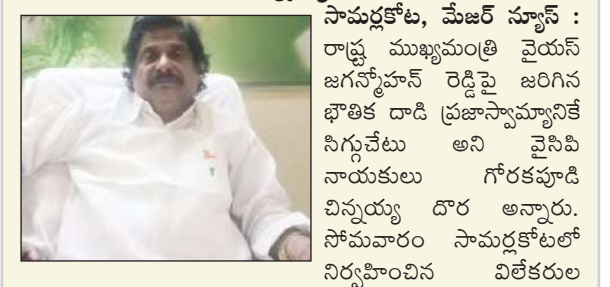 సామర్లకోట, మేజర్ న్యూస్ :
రాష్ట్ర ముఖ్యమంత్రి వైయస్
జగన్మోహన్ రెడ్డిపై జరిగిన
భౌతిక దాడి ప్రజాస్వామ్యానికే
సిగ్గుచేటు అని వైసిపి
నాయకులు గోరకపూడి
చిన్నయ్య దొర అన్నారు.
సోమవారం సామర్లకోటలో
నిర్వహించిన విలేకరుల